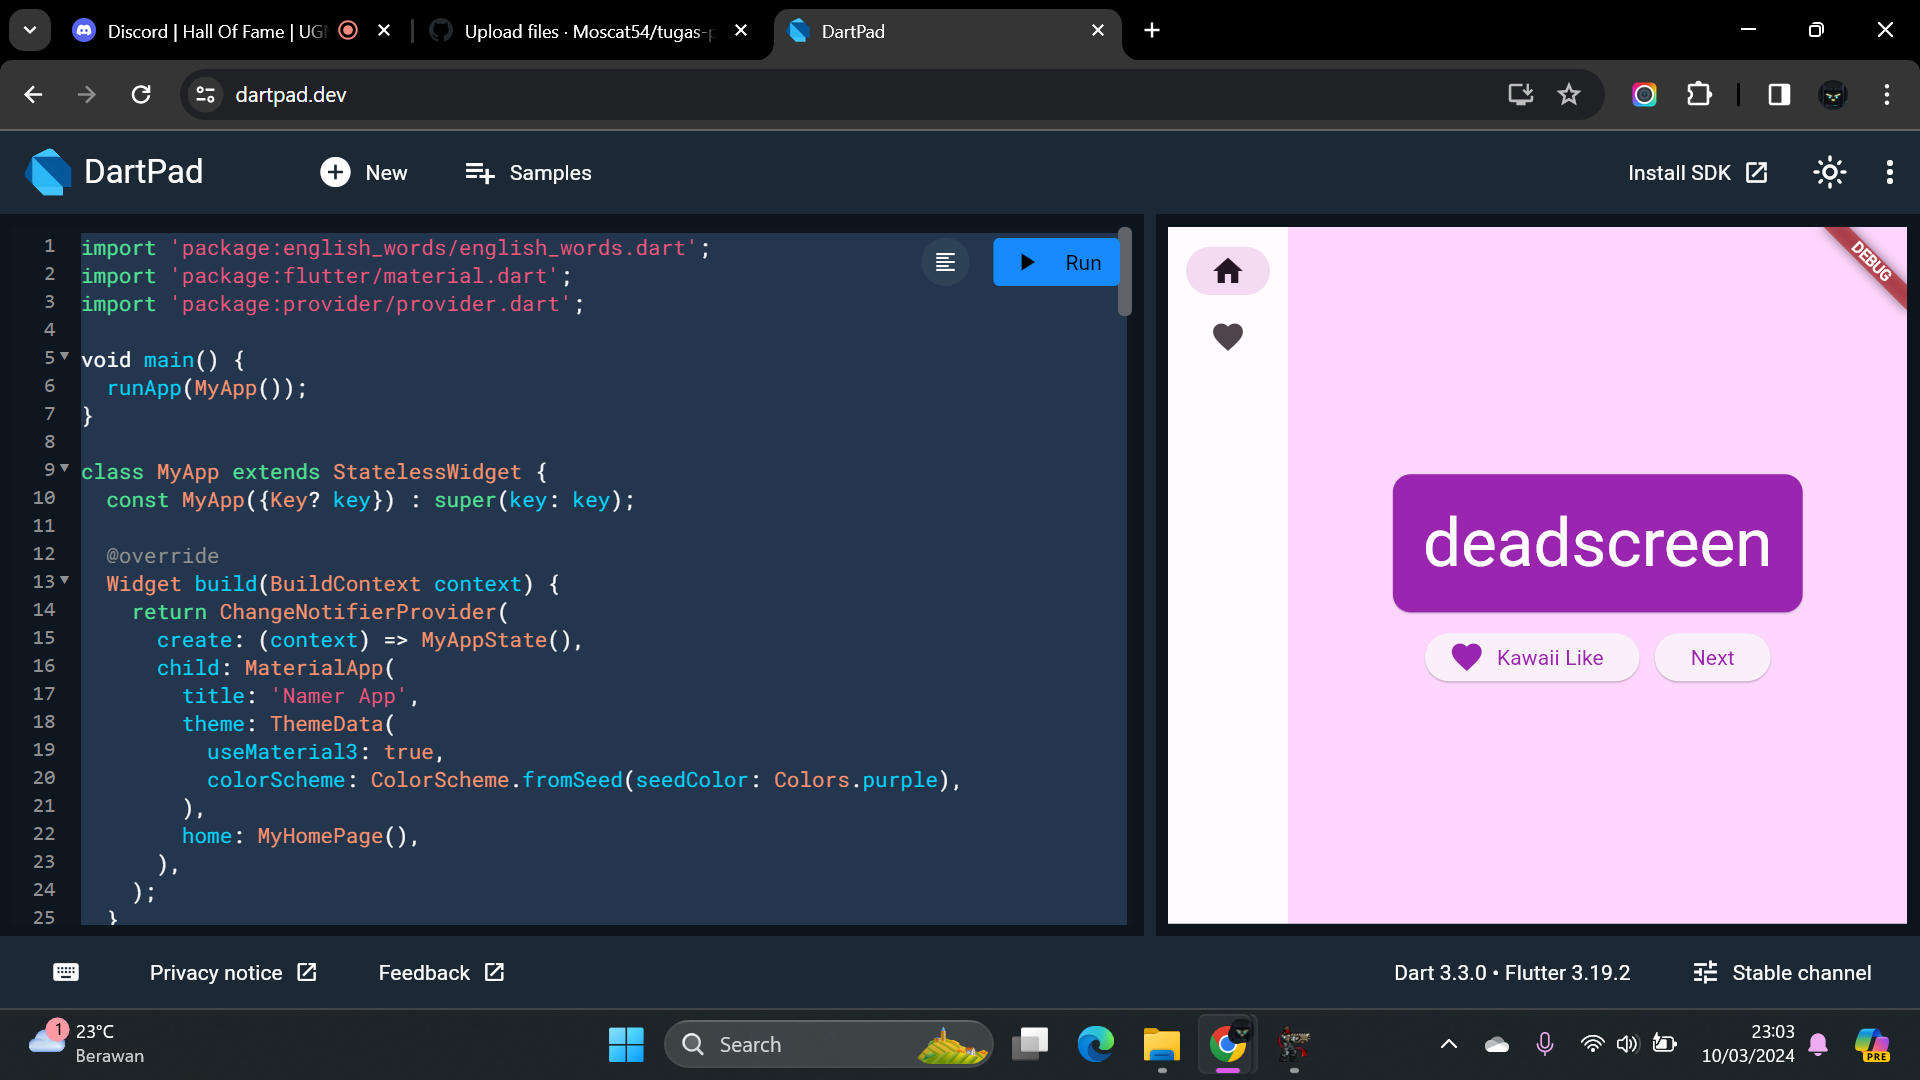 Discord | Hall Of Fame | UG
Upload files · Moscat54/tugas-p
DartPad
dartpad.dev
DartPad
New
Samples
Install SDK
1 import 'package:english_words/english_words.dart';
2 import 'package:flutter/material.dart';
3 import 'package:provider/provider.dart';
4
5 void main() {
6 runApp(MyApp());
7 }
8
9 class MyApp extends StatelessWidget {
10 const MyApp({Key? key}) : super(key: key);
11
12 @override
13 Widget build(BuildContext context) {
14 return ChangeNotifierProvider(
15 create: (context) => MyAppState(),
16 child: MaterialApp(
17 title: 'Namer App',
18 theme: ThemeData(
19 useMaterial3: true,
20 colorScheme: ColorScheme.fromSeed(seedColor: Colors.purple),
21 ),
22 home: MyHomePage(),
23 ),
24 );
25 }
Run
DEBUG
deadscreen
Kawaii Like
Next
Privacy notice
Feedback
Dart 3.3.0 • Flutter 3.19.2
Stable channel
1
23°C
Berawan
Search
23:03
10/03/2024
PRE